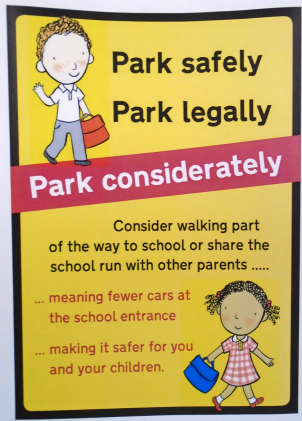 Park safely
Park legally
Park considerately
Consider walking part
of the way to school or share the
school run with other parents .....
... meaning fewer cars at
the school entrance
... making it safer for you
and your children.